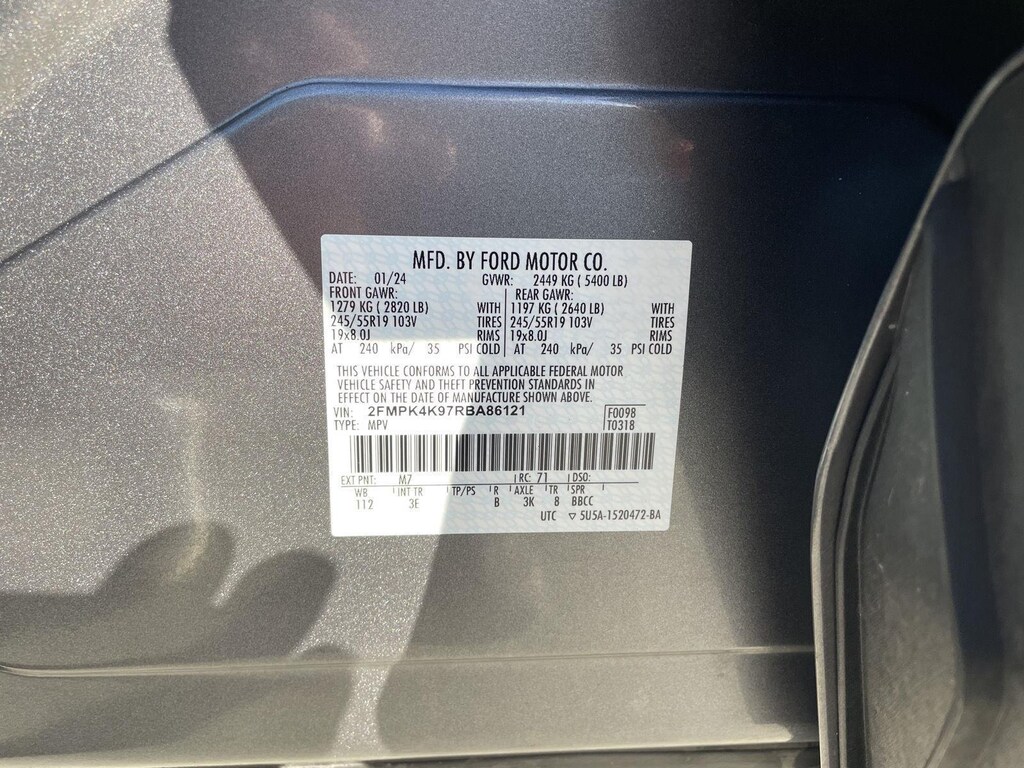 MFD. BY FORD MOTOR CO.
DATE: 01/24 GVWR: 2449 KG ( 5400 LB)
FRONT GAWR: REAR GAWR:
1279 KG ( 2820 LB) WITH 1197 KG ( 2640 LB) WITH
245/55R19 103V TIRES 245/55R19 103V TIRES
19x8.0J RIMS 19x8.0J RIMS
AT 240 kPa/ 35 PSI COLD AT 240 kPa/ 35 PSI COLD
THIS VEHICLE CONFORMS TO ALL APPLICABLE FEDERAL MOTOR
VEHICLE SAFETY AND THEFT PREVENTION STANDARDS IN
EFFECT ON THE DATE OF MANUFACTURE SHOWN ABOVE.
VIN: 2FMPK4K97RBA86121 F0098
TYPE: MPV T0318
EXT PNT: M7 RC: 71 DSO:
WB INT TR TP/PS R AXLE TR SPR
112 3E B 3K 8 BBCC
UTC ▽ 5U5A-1520472-BA